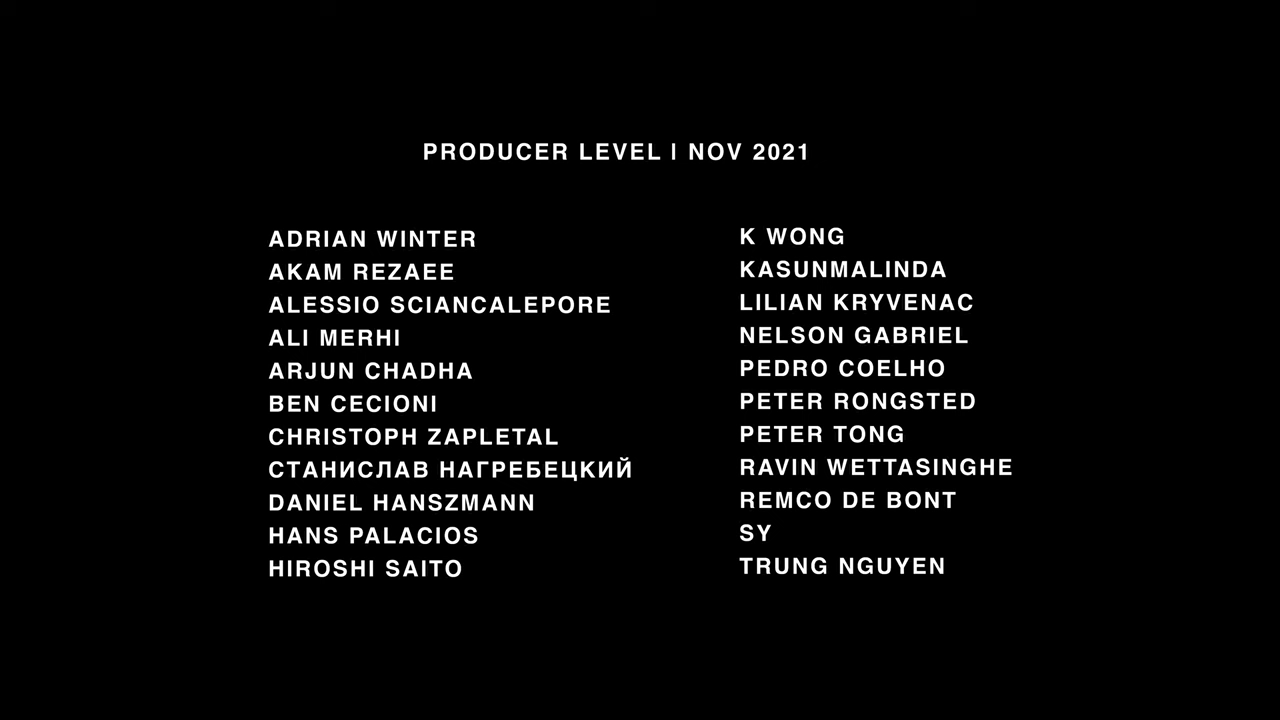 PRODUCER LEVEL | NOV 2021
ADRIAN WINTER
AKAM REZAEE
ALESSIO SCIANCALEPORE
ALI MERHI
ARJUN CHADHA
BEN CECIONI
CHRISTOPH ZAPLETAL
СТАНИСЛАВ НАГРЕБЕЦКИЙ
DANIEL HANSZMANN
HANS PALACIOS
HIROSHI SAITO
K WONG
KASUNMALINDA
LILIAN KRYVENAC
NELSON GABRIEL
PEDRO COELHO
PETER RONGSTED
PETER TONG
RAVIN WETTASINGHE
REMCO DE BONT
SY
TRUNG NGUYEN